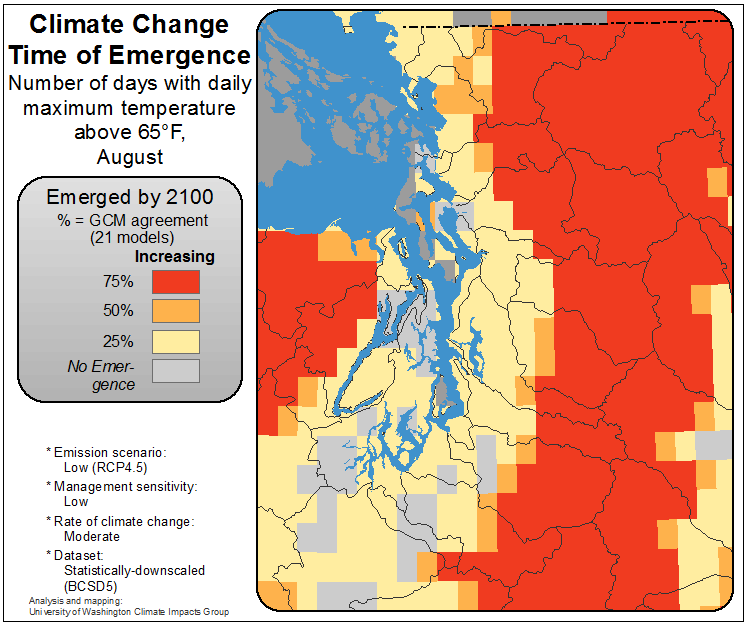 Climate Change
Time of Emergence
Number of days with daily
maximum temperature
above 65°F,
August
Emerged by 2100
% = GCM agreement
(21 models)
Increasing
75%
50%
25%
No Emer-
gence
* Emission scenario:
Low (RCP4.5)
* Management sensitivity:
Low
* Rate of climate change:
Moderate
* Dataset:
Statistically-downscaled
(BCSD5)
Analysis and mapping:
University of Washington Climate Impacts Group